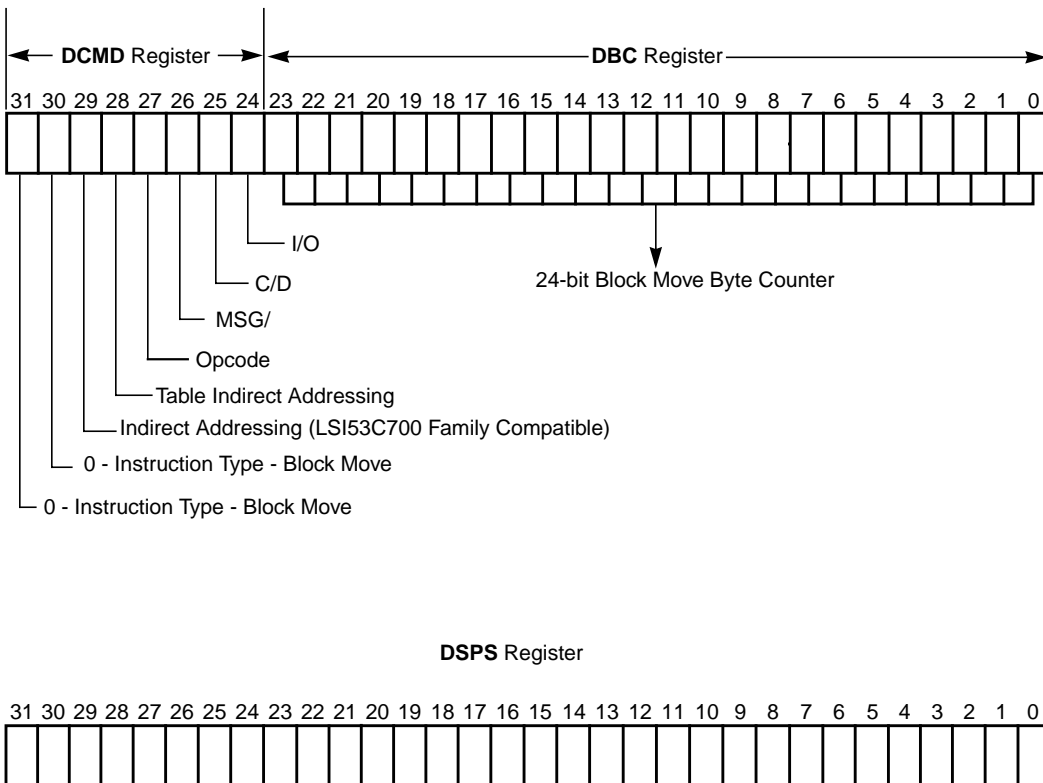 DCMD Register DBC Register
31 30 29 28 27 26 25 24 23 22 21 20 19 18 17 16 15 14 13 12 11 10 9 8 7 6 5 4 3 2 1 0
I/O
C/D
24-bit Block Move Byte Counter
MSG/
Opcode
Table Indirect Addressing
Indirect Addressing (LSI53C700 Family Compatible)
0 - Instruction Type - Block Move
0 - Instruction Type - Block Move
DSPS Register
31 30 29 28 27 26 25 24 23 22 21 20 19 18 17 16 15 14 13 12 11 10 9 8 7 6 5 4 3 2 1 0